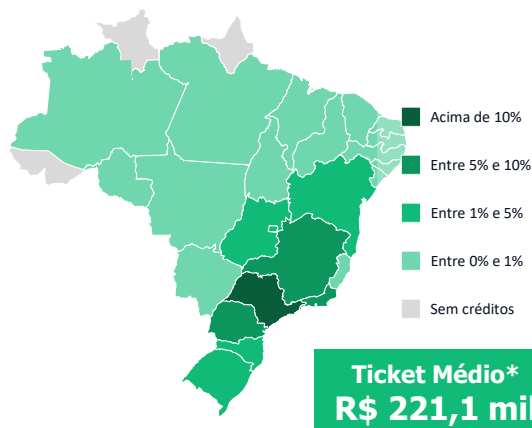 Acima de 10%
Entre 5% e 10%
Entre 1% e 5%
Entre 0% e 1%
Sem créditos
Ticket Médio*
R$ 221,1 mil